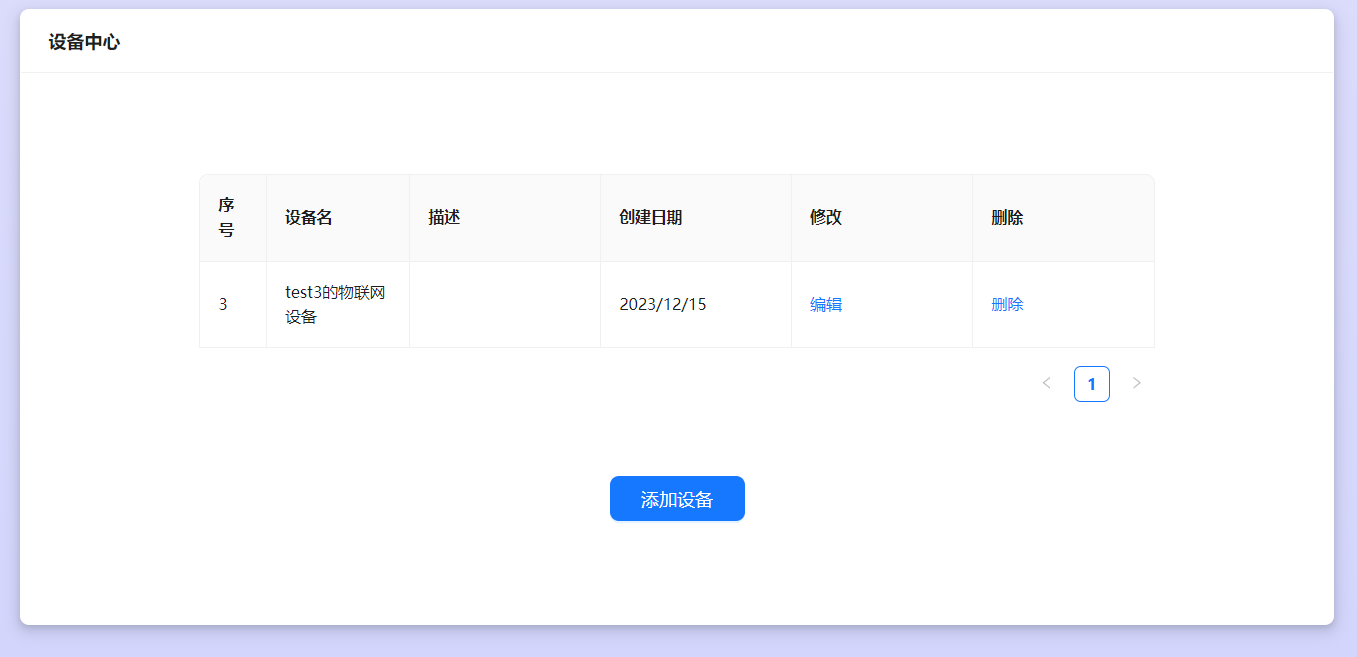 设备中心
序
号
设备名
描述
创建日期
修改
删除
3
test3的物联网
设备
2023/12/15
编辑
删除
1
添加设备